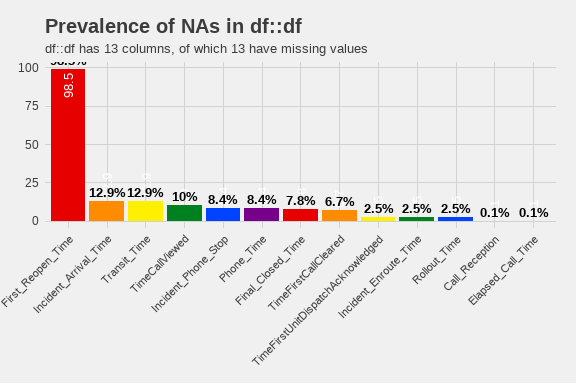 Prevalence of NAs in df::df
df::df has 13 columns, of which 13 have missing values
100
75
50
25
0
98.5%
98.5
12.9%
12.9%
10%
8.4%
8.4%
7.8%
6.7%
2.5%
2.5%
2.5%
0.1%
0.1%
First_Reopen_Time
Incident_Arrival_Time
Transit_Time
TimeCallViewed
Incident_Phone_Stop
Phone_Time
Final_Closed_Time
TimeFirstCallCleared
TimeFirstUnitDispatchAcknowledged
Incident_Enroute_Time
Rollout_Time
Call_Reception
Elapsed_Call_Time